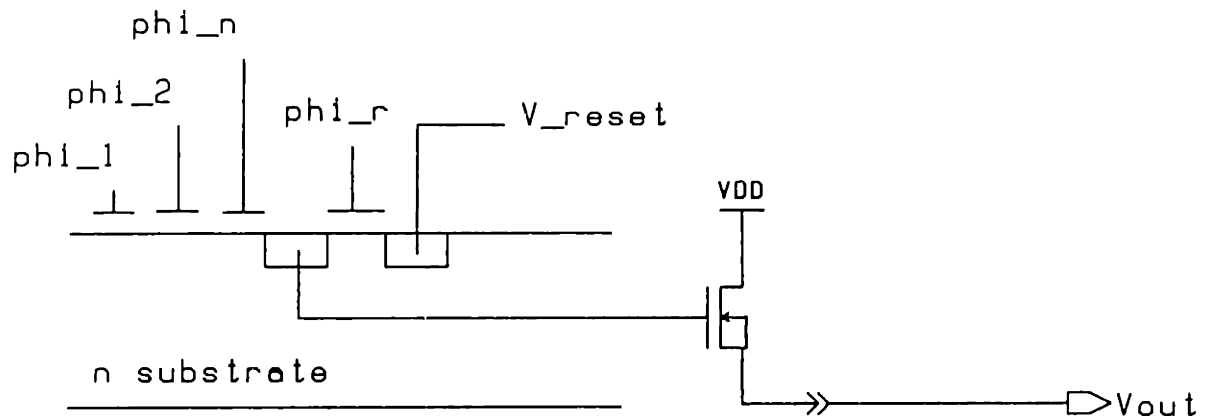 phi_n
phi_2
phi_r
V_reset
phi_1
VDD
n substrate
Vout